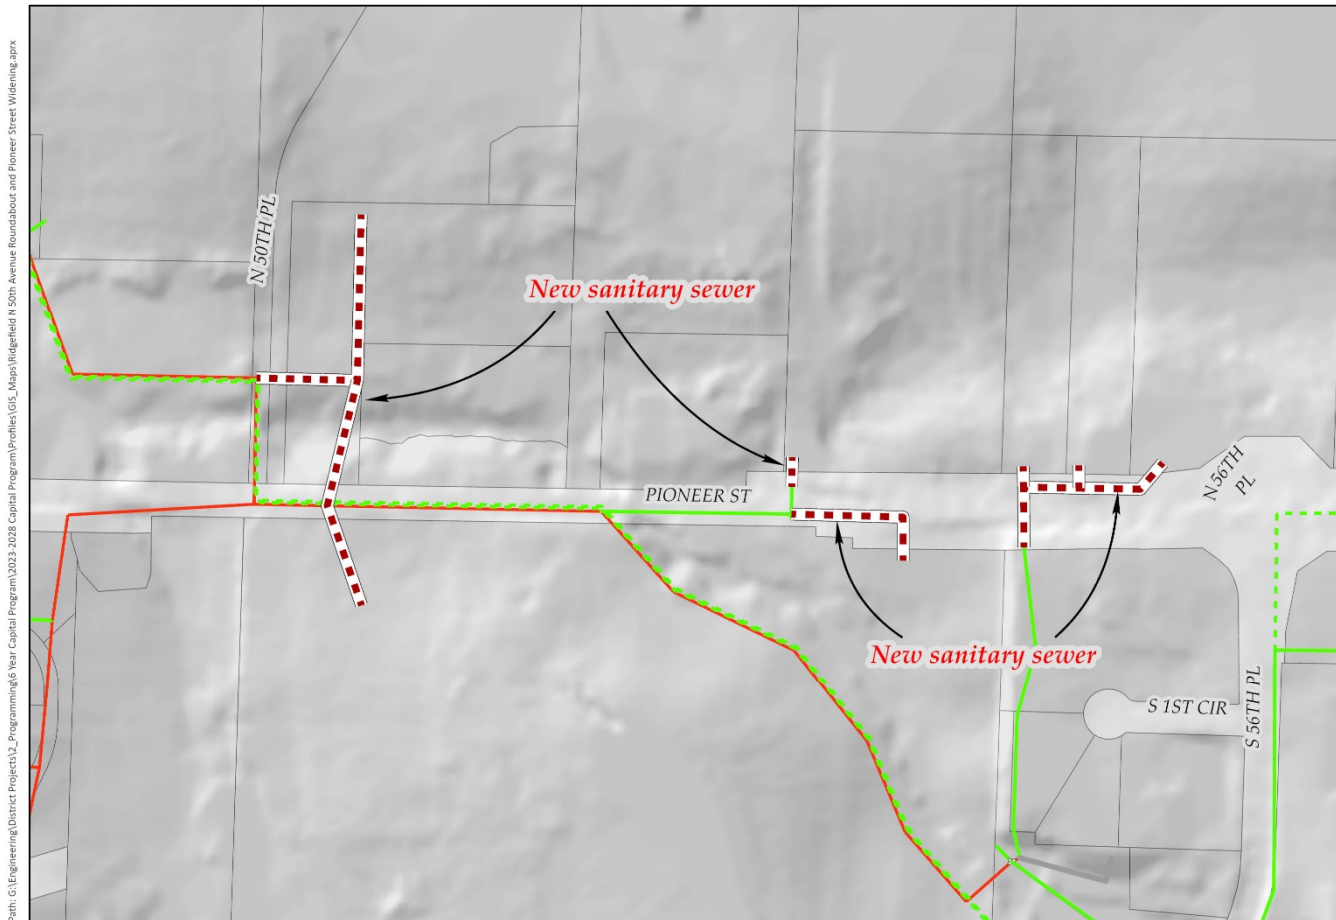 Path: G:\Engineering\District Projects\2_Programming\6 Year Capital Program\2023-2028 Capital Program\Profiles\GIS_Maps\Ridgefield N 50th Avenue Roundabout and Pioneer Street Widening.aprx
N 50TH PL
New sanitary sewer
PIONEER ST
N 56TH
PL
New sanitary sewer
S 1ST CIR
S 56TH PL